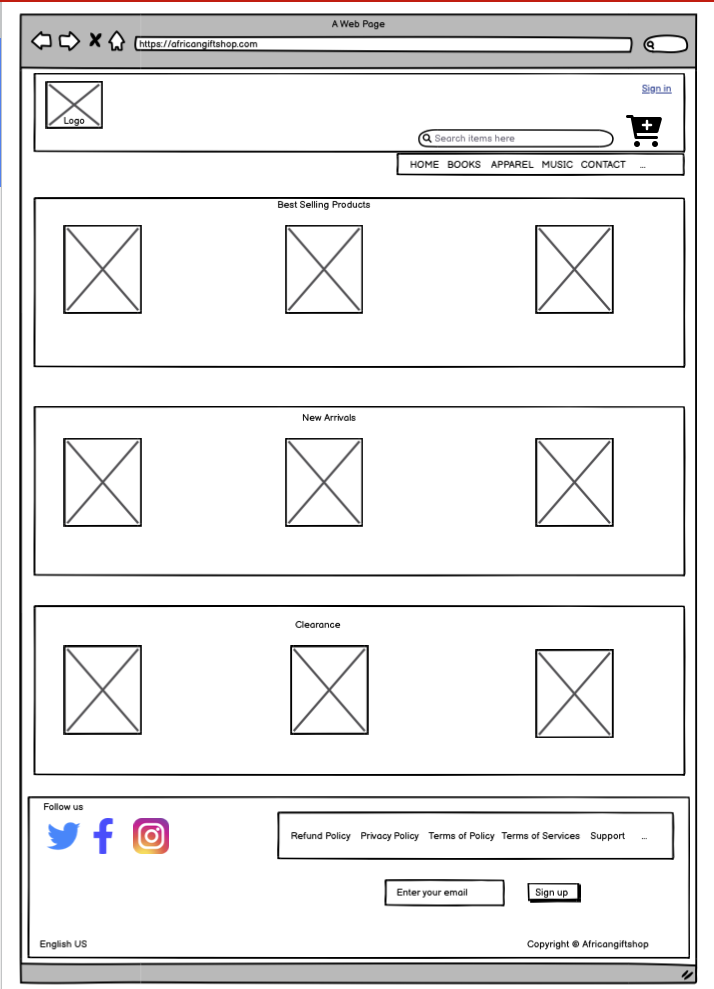 A Web Page
https://africangiftshop.com
Sign in
Logo
Search items here
HOME BOOKS APPAREL MUSIC CONTACT ...
Best Selling Products
New Arrivals
Clearance
Follow us
Refund Policy Privacy Policy Terms of Policy Terms of Services Support ...
Enter your email Sign up
English US Copyright © Africangiftshop